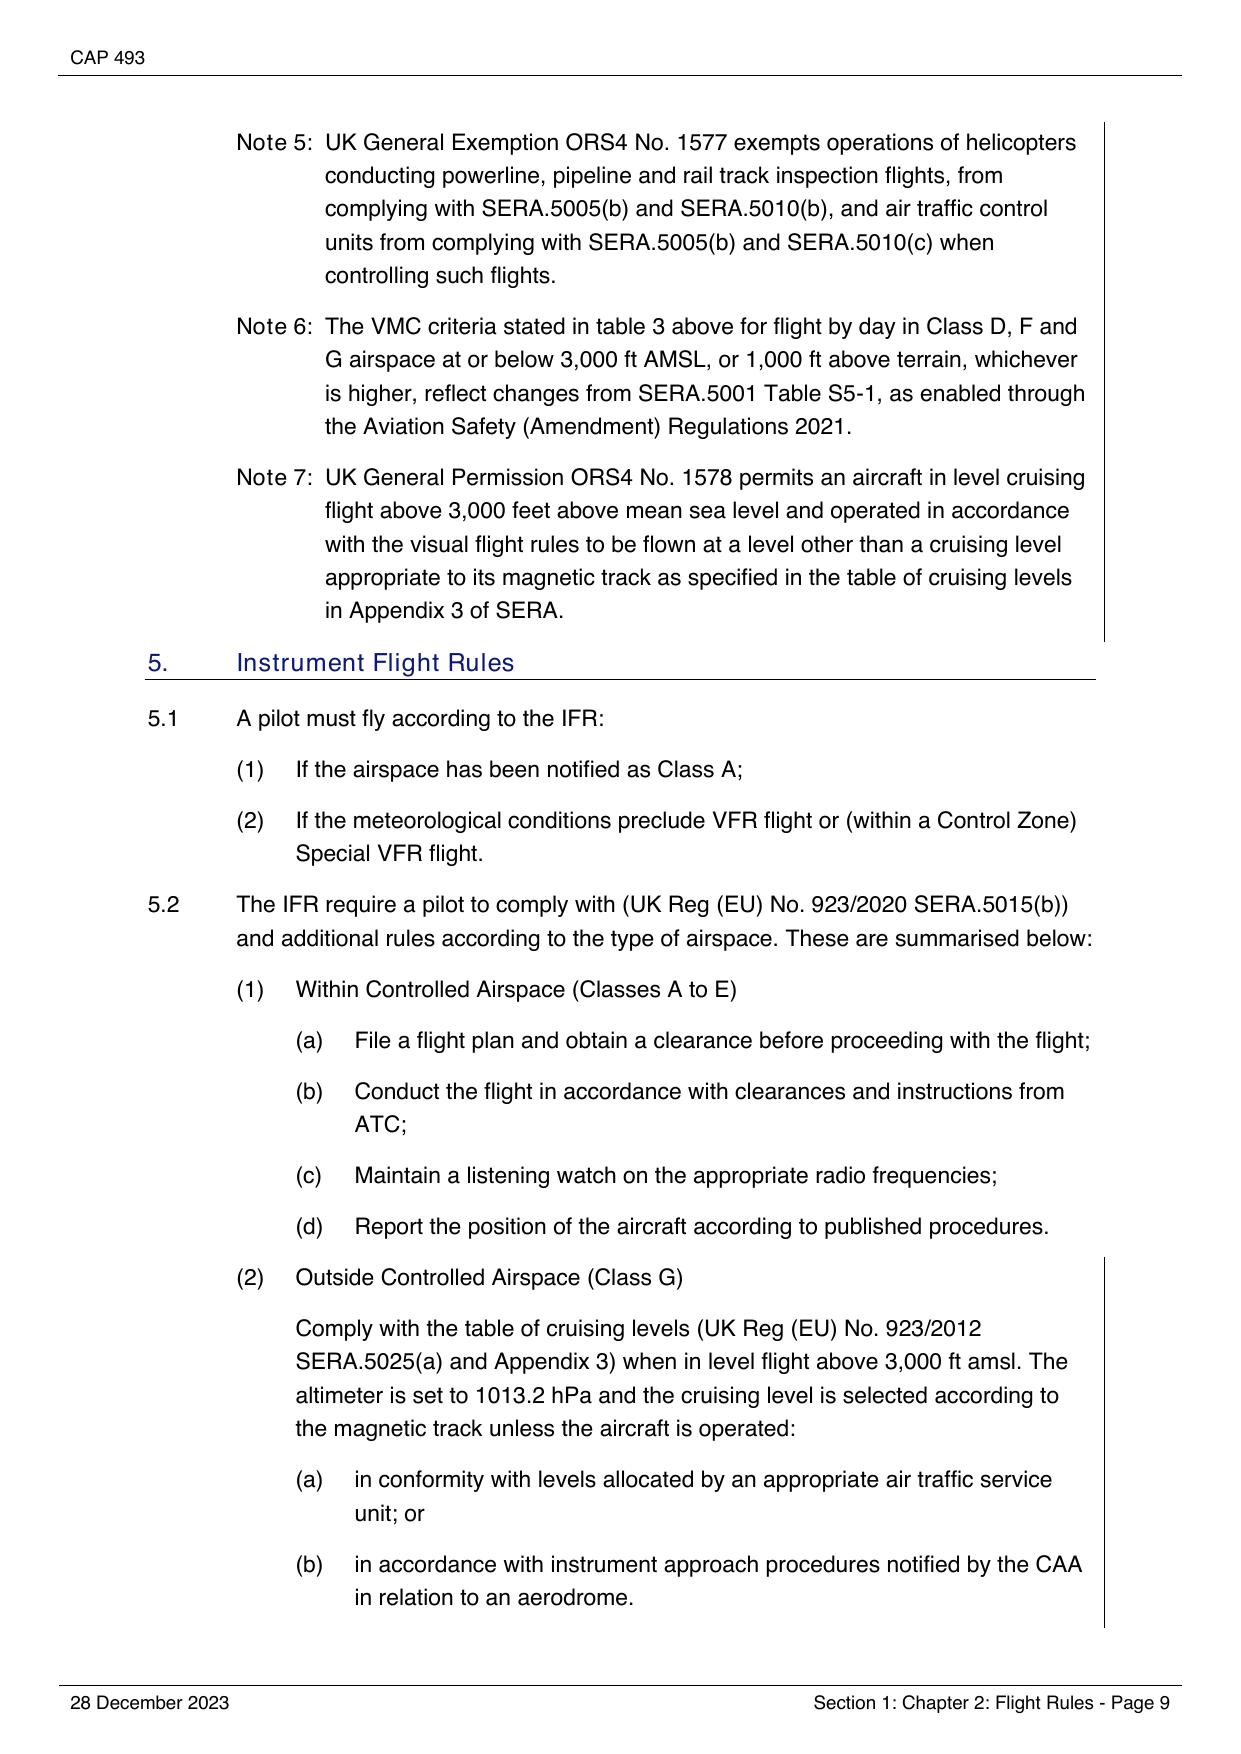 CAP 493
Note 5: UK General Exemption ORS4 No. 1577 exempts operations of helicopters
conducting powerline, pipeline and rail track inspection flights, from
complying with SERA.5005(b) and SERA.5010(b), and air traffic control
units from complying with SERA.5005(b) and SERA.5010(c) when
controlling such flights.
Note 6: The VMC criteria stated in table 3 above for flight by day in Class D, F and
G airspace at or below 3,000 ft AMSL, or 1,000 ft above terrain, whichever
is higher, reflect changes from SERA.5001 Table S5-1, as enabled through
the Aviation Safety (Amendment) Regulations 2021.
Note 7: UK General Permission ORS4 No. 1578 permits an aircraft in level cruising
flight above 3,000 feet above mean sea level and operated in accordance
with the visual flight rules to be flown at a level other than a cruising level
appropriate to its magnetic track as specified in the table of cruising levels
in Appendix 3 of SERA.
5. Instrument Flight Rules
5.1 A pilot must fly according to the IFR:
(1) If the airspace has been notified as Class A;
(2) If the meteorological conditions preclude VFR flight or (within a Control Zone)
Special VFR flight.
5.2 The IFR require a pilot to comply with (UK Reg (EU) No. 923/2020 SERA.5015(b))
and additional rules according to the type of airspace. These are summarised below:
(1) Within Controlled Airspace (Classes A to E)
(a) File a flight plan and obtain a clearance before proceeding with the flight;
(b) Conduct the flight in accordance with clearances and instructions from
ATC;
(c) Maintain a listening watch on the appropriate radio frequencies;
(d) Report the position of the aircraft according to published procedures.
(2) Outside Controlled Airspace (Class G)
Comply with the table of cruising levels (UK Reg (EU) No. 923/2012
SERA.5025(a) and Appendix 3) when in level flight above 3,000 ft amsl. The
altimeter is set to 1013.2 hPa and the cruising level is selected according to
the magnetic track unless the aircraft is operated:
(a) in conformity with levels allocated by an appropriate air traffic service
unit; or
(b) in accordance with instrument approach procedures notified by the CAA
in relation to an aerodrome.
28 December 2023 Section 1: Chapter 2: Flight Rules - Page 9